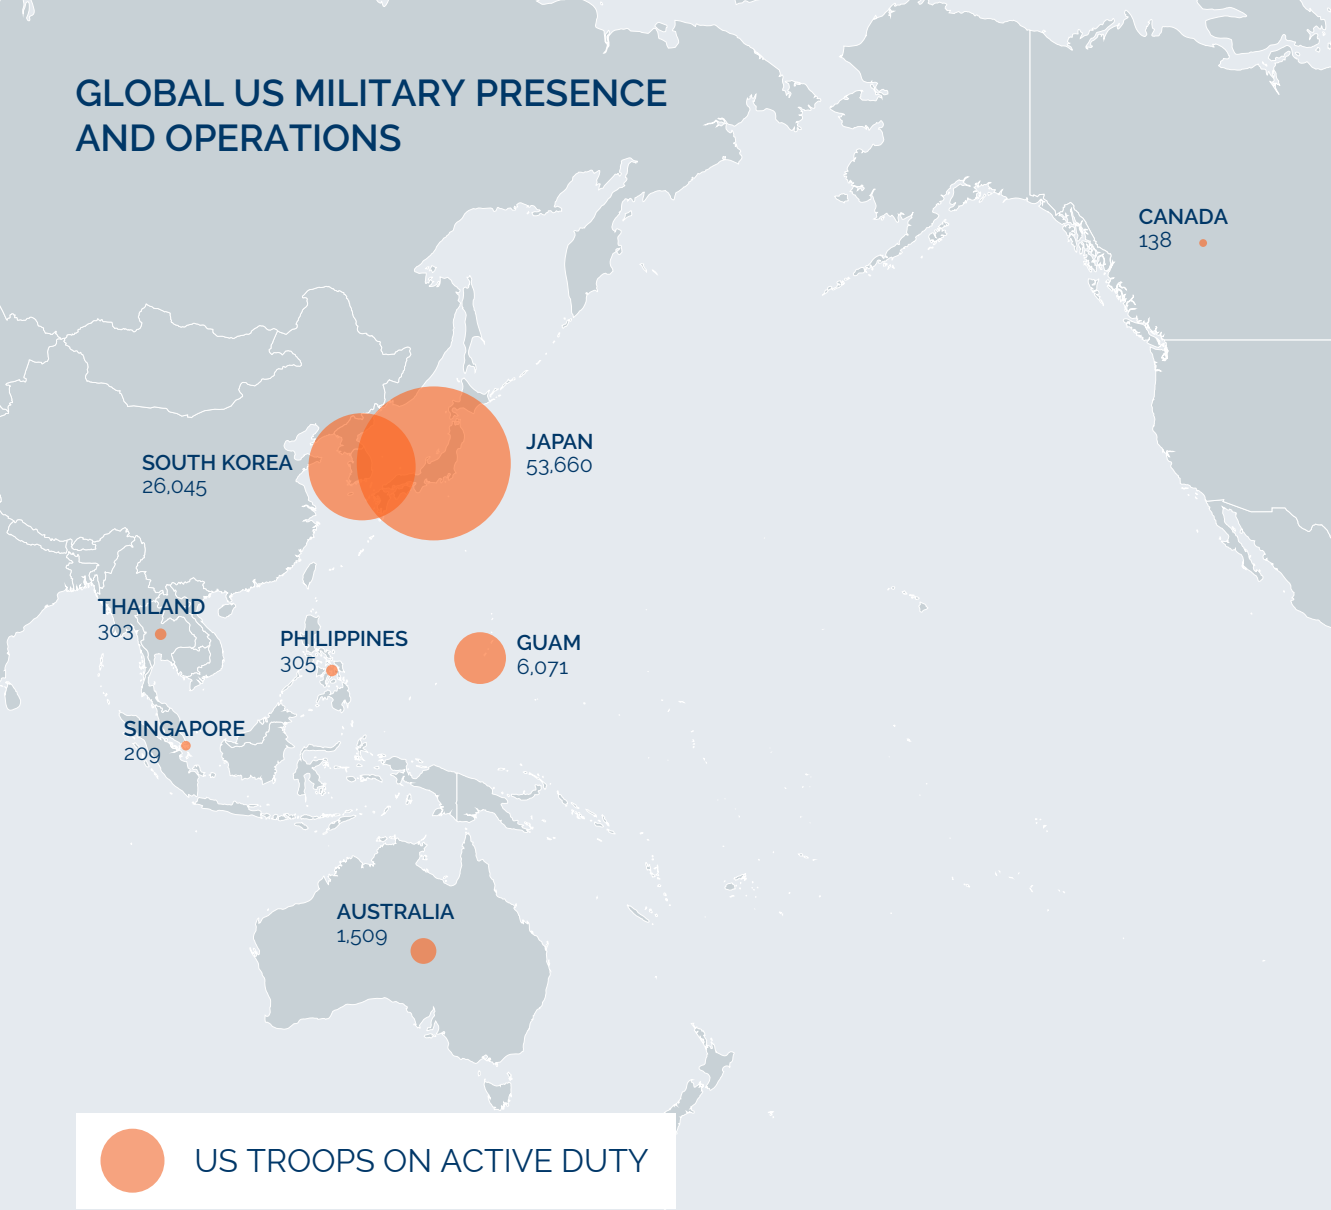 GLOBAL US MILITARY PRESENCE
AND OPERATIONS
CANADA
138
JAPAN
53,660
SOUTH KOREA
26,045
THAILAND
303
PHILIPPINES
305
GUAM
6,071
SINGAPORE
209
AUSTRALIA
1,509
US TROOPS ON ACTIVE DUTY